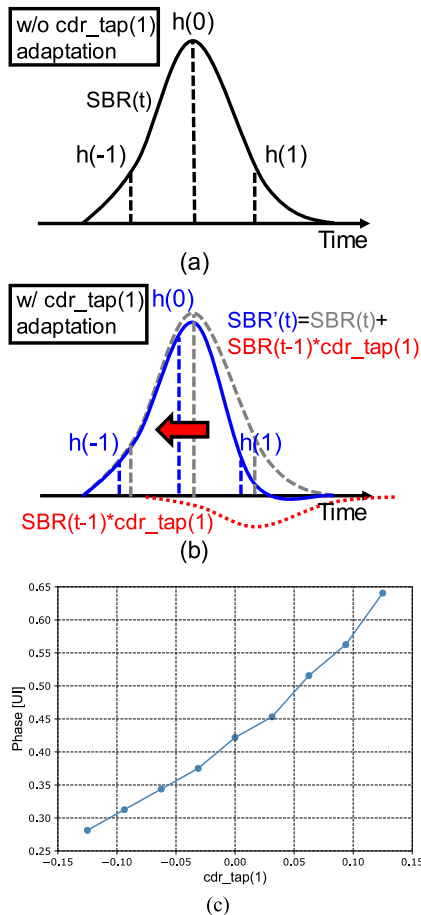 w/o cdr_tap(1)
adaptation
h(0)
SBR(t)
h(-1)
h(1)
Time
(a)
w/ cdr_tap(1)
adaptation
h(0)
SBR'(t)=SBR(t)+
SBR(t-1)*cdr_tap(1)
h(-1)
h(1)
Time
SBR(t-1)*cdr_tap(1)
(b)
0.65
0.60
0.55
0.50
0.45
0.40
0.35
0.30
0.25
Phase [UI]
−0.15 −0.10 −0.05 0.00 0.05 0.10 0.15
cdr_tap(1)
(c)